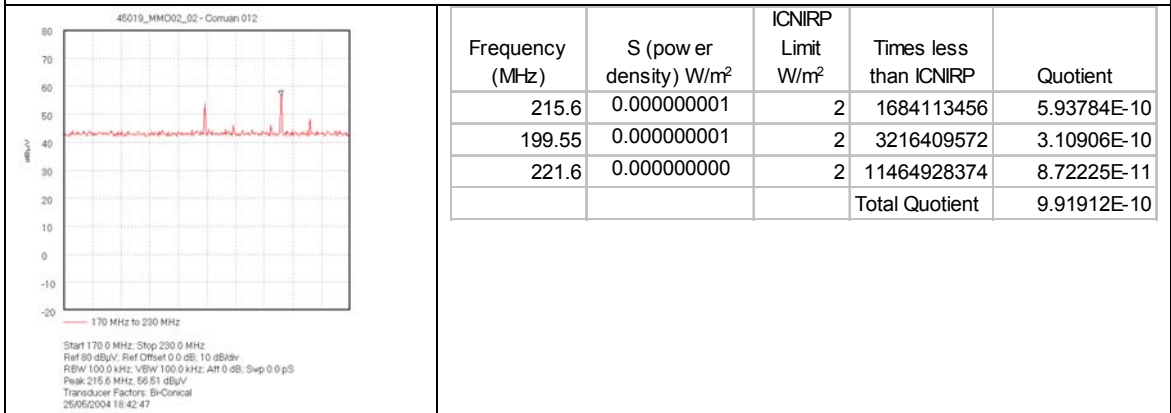 45019_MMO02_02 - Corruan 012
80
70
60
50
40
30
20
10
0
-10
-20
dBµV
170 MHz to 230 MHz
Start 170.0 MHz; Stop 230.0 MHz
Ref 80 dBµV; Ref Offset 0.0 dB; 10 dB/div
RBW 100.0 kHz; VBW 100.0 kHz; Att 0 dB; Swp 0.0 pS
Peak 215.6 MHz, 56.51 dBµV
Transducer Factors: Bi-Conical
25/05/2004 18:42:47
Frequency (MHz) S (pow er density) W/m² ICNIRP Limit W/m² Times less than ICNIRP Quotient
215.6 0.000000001 2 1684113456 5.93784E-10
199.55 0.000000001 2 3216409572 3.10906E-10
221.6 0.000000000 2 11464928374 8.72225E-11
Total Quotient 9.91912E-10